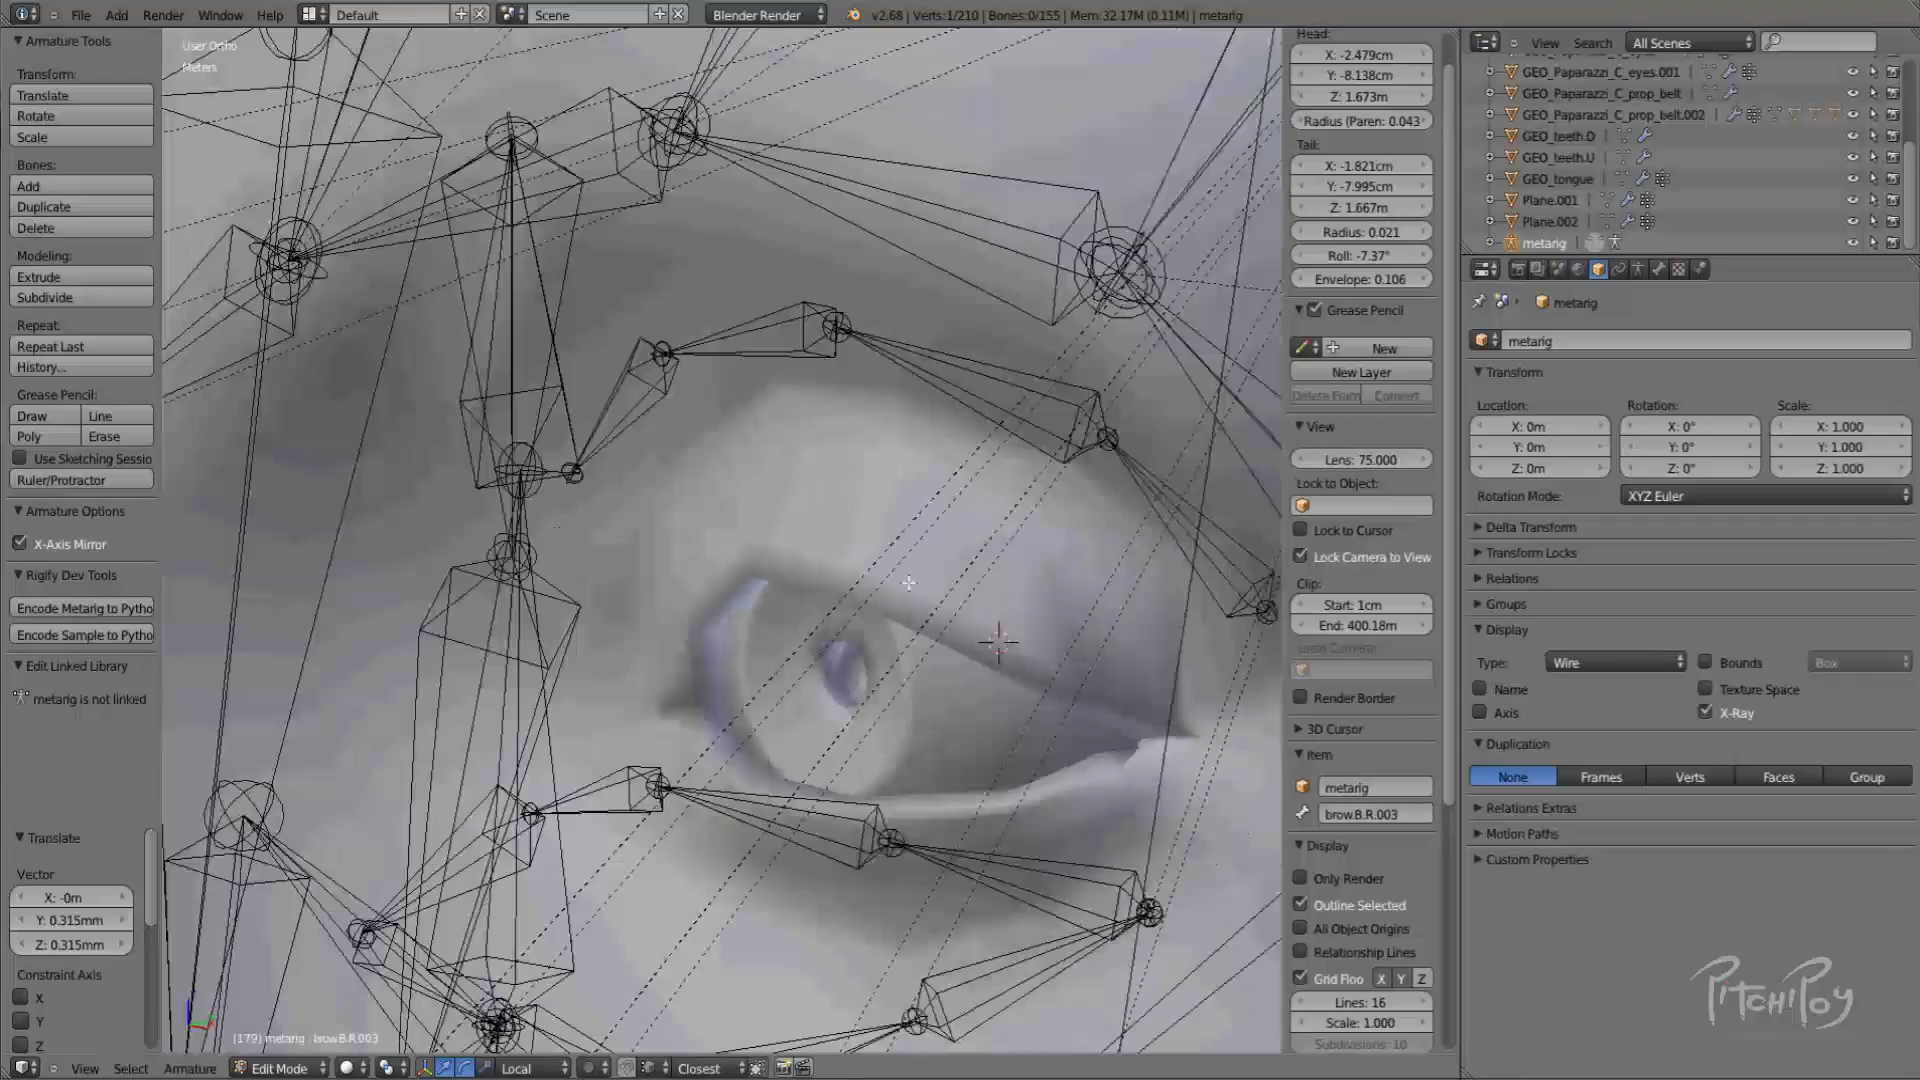 File Add Render Window Help Default Scene Blender Render v2.68 | Verts:1/210 | Bones:0/155 | Mem:32.17M (0.11M) | metarig
Armature Tools
Transform:
Translate
Rotate
Scale
Bones:
Add
Duplicate
Delete
Modeling:
Extrude
Subdivide
Repeat:
Repeat Last
History...
Grease Pencil:
Draw Line
Poly Erase
Use Sketching Sessio
Ruler/Protractor
Armature Options
X-Axis Mirror
Rigify Dev Tools
Encode Metarig to Pytho
Encode Sample to Pytho
Edit Linked Library
metarig is not linked
Translate
Vector
X: -0m
Y: 0.315mm
Z: 0.315mm
Constraint Axis
X
Y
Z
User Ortho
Meters
(179) metarig : brow.B.R.003
View Select Armature Edit Mode Local Closest
Head:
X: -2.479cm
Y: -8.138cm
Z: 1.673m
Radius (Paren: 0.043
Tail:
X: -1.821cm
Y: -7.995cm
Z: 1.667m
Radius: 0.021
Roll: -7.37°
Envelope: 0.106
Grease Pencil
New
New Layer
Delete Fram Convert
View
Lens: 75.000
Lock to Object:
Lock to Cursor
Lock Camera to View
Clip:
Start: 1cm
End: 400.18m
Local Camera:
Render Border
3D Cursor
Item
metarig
brow.B.R.003
Display
Only Render
Outline Selected
All Object Origins
Relationship Lines
Grid Floo X Y Z
Lines: 16
Scale: 1.000
Subdivisions: 10
View Search All Scenes
GEO_Paparazzi_C_eyes.001
GEO_Paparazzi_C_prop_belt
GEO_Paparazzi_C_prop_belt.002
GEO_teeth.D
GEO_teeth.U
GEO_tongue
Plane.001
Plane.002
metarig
metarig
metarig
Transform
Location: Rotation: Scale:
X: 0m X: 0° X: 1.000
Y: 0m Y: 0° Y: 1.000
Z: 0m Z: 0° Z: 1.000
Rotation Mode: XYZ Euler
Delta Transform
Transform Locks
Relations
Groups
Display
Type: Wire Bounds Box
Name Texture Space
Axis X-Ray
Duplication
None Frames Verts Faces Group
Relations Extras
Motion Paths
Custom Properties
PitchiPoy